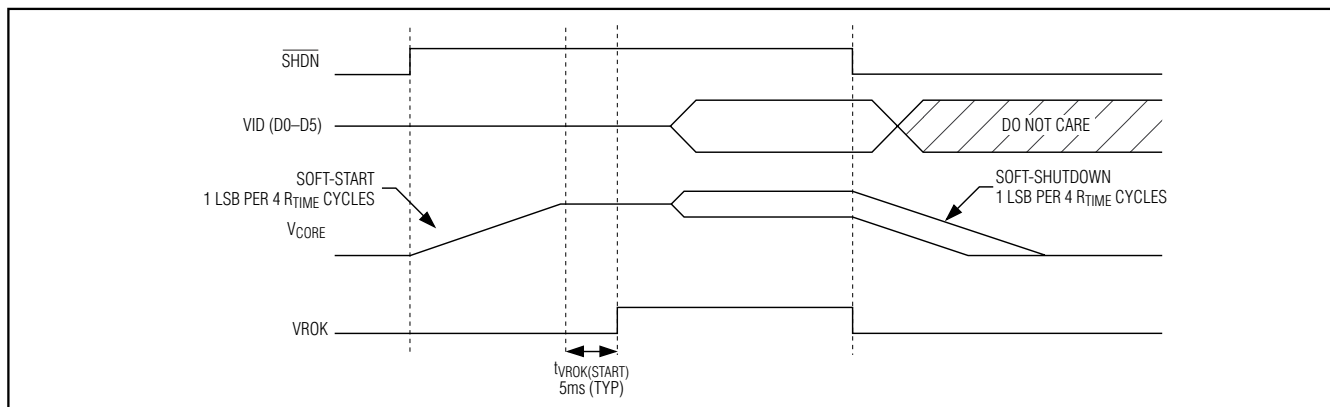 SHDN
VID (D0–D5)
DO NOT CARE
SOFT-START
1 LSB PER 4 RTIME CYCLES
SOFT-SHUTDOWN
1 LSB PER 4 RTIME CYCLES
VCORE
VROK
tVROK(START)
5ms (TYP)